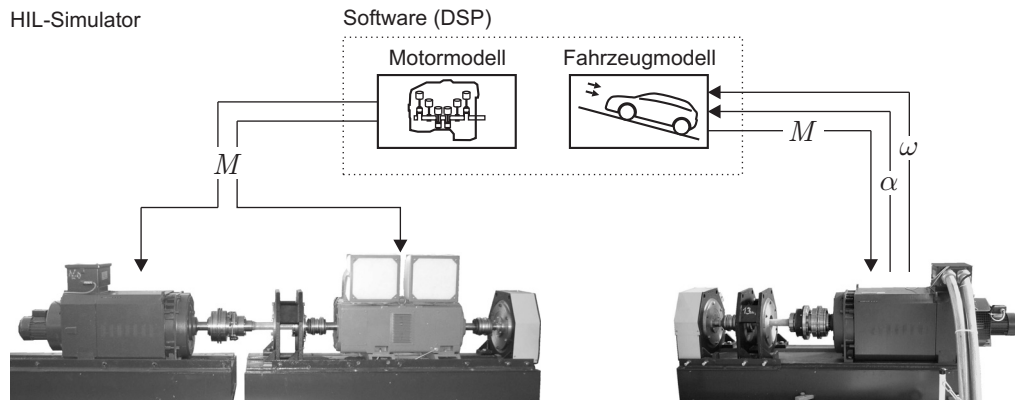 HIL-Simulator
Software (DSP)
Motormodell
Fahrzeugmodell
M
M
ω
α